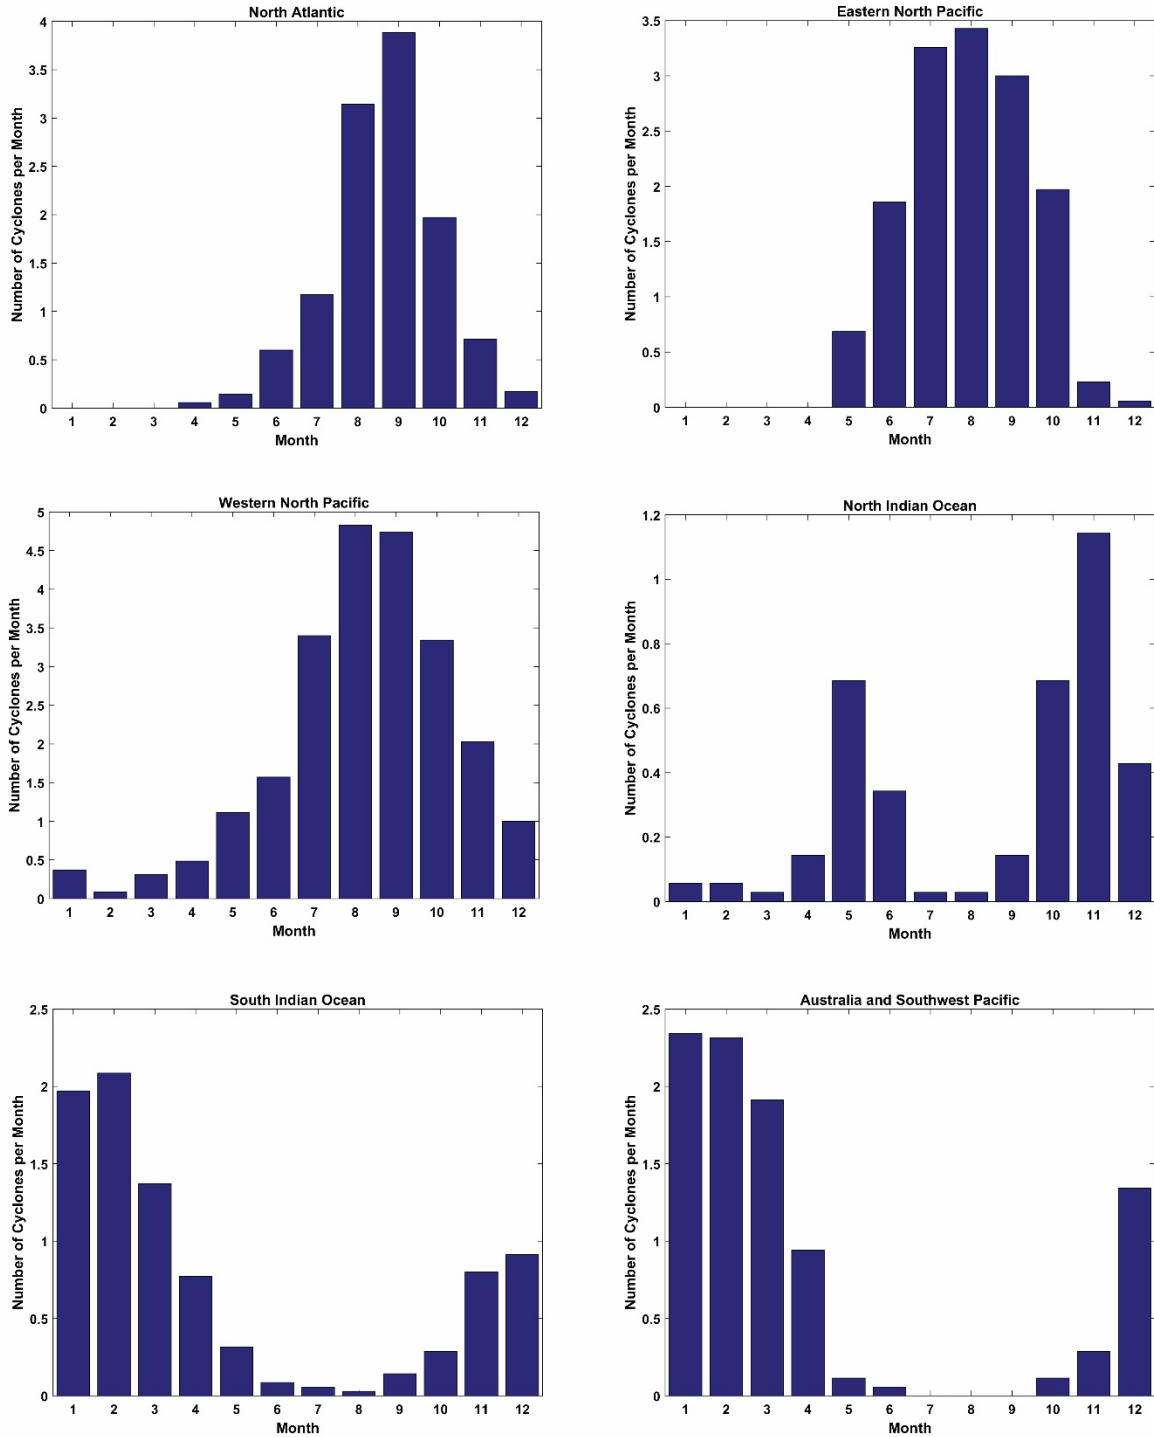 North Atlantic
Number of Cyclones per Month
4
3.5
3
2.5
2
1.5
1
0.5
0
1 2 3 4 5 6 7 8 9 10 11 12
Month
Eastern North Pacific
Number of Cyclones per Month
3.5
3
2.5
2
1.5
1
0.5
0
1 2 3 4 5 6 7 8 9 10 11 12
Month
Western North Pacific
Number of Cyclones per Month
5
4.5
4
3.5
3
2.5
2
1.5
1
0.5
0
1 2 3 4 5 6 7 8 9 10 11 12
Month
North Indian Ocean
Number of Cyclones per Month
1.2
1
0.8
0.6
0.4
0.2
0
1 2 3 4 5 6 7 8 9 10 11 12
Month
South Indian Ocean
Number of Cyclones per Month
2.5
2
1.5
1
0.5
0
1 2 3 4 5 6 7 8 9 10 11 12
Month
Australia and Southwest Pacific
Number of Cyclones per Month
2.5
2
1.5
1
0.5
0
1 2 3 4 5 6 7 8 9 10 11 12
Month